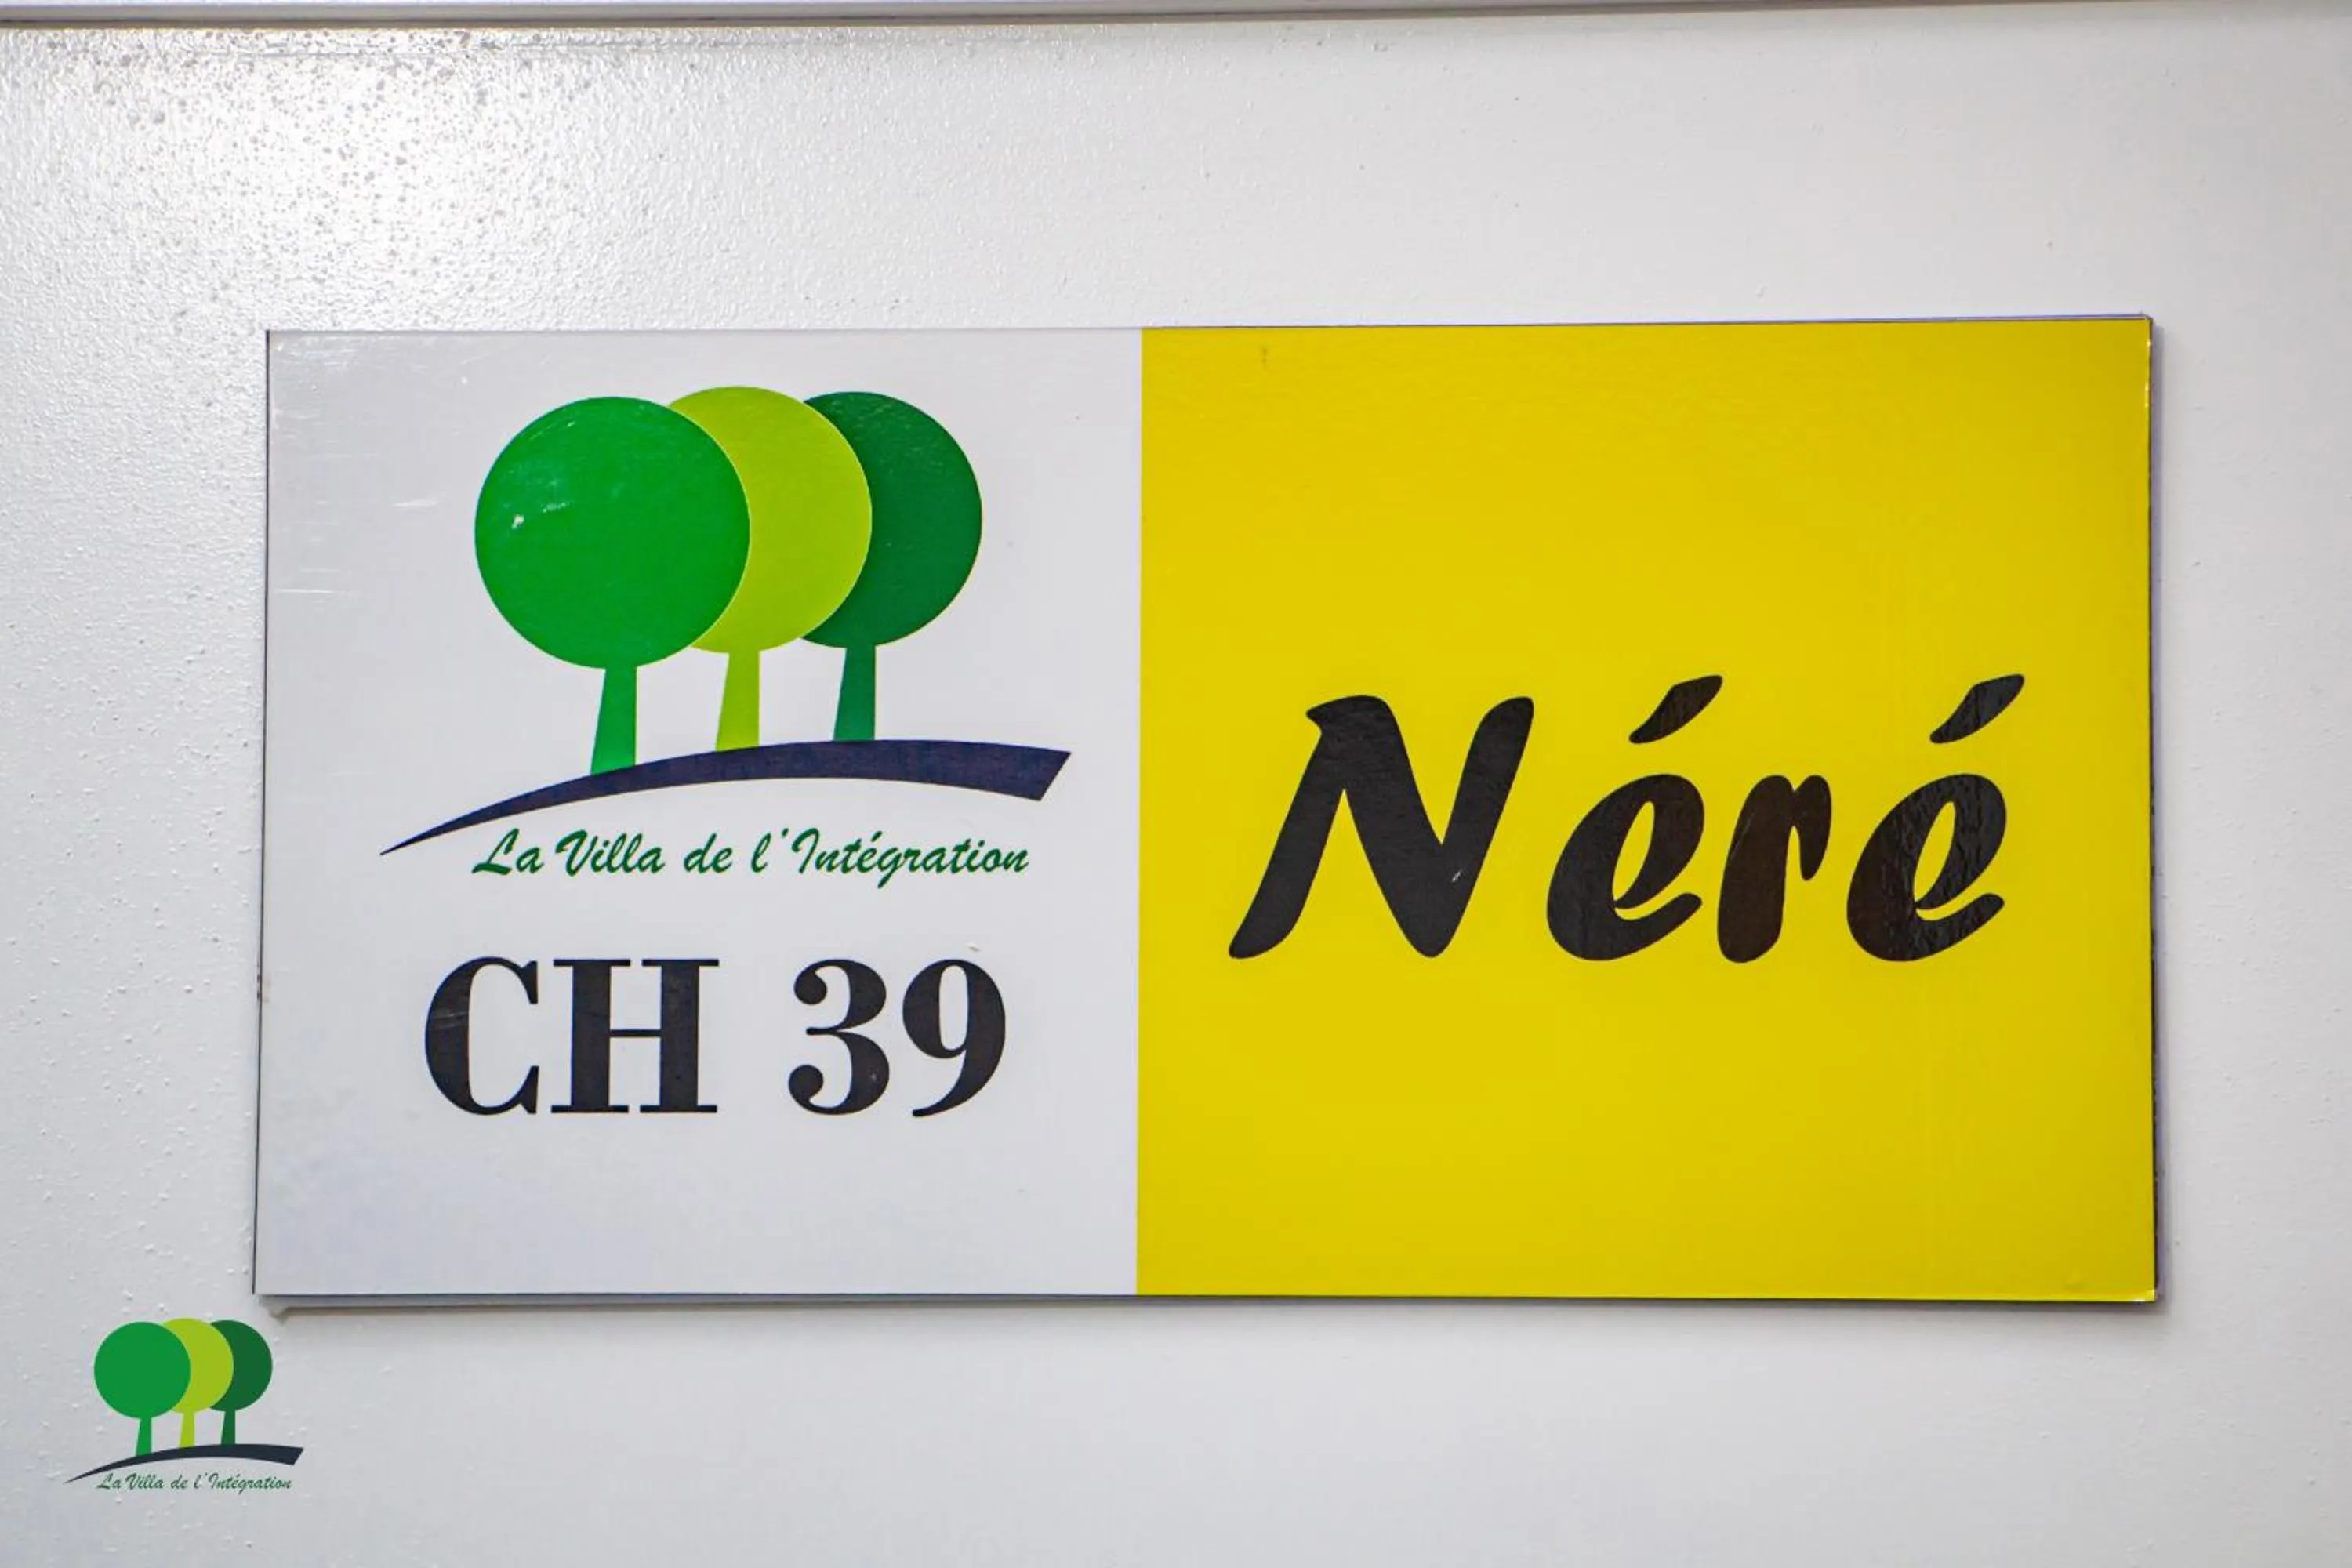 La Villa de l'Intégration
CH 39
Néré
La Villa de l'Intégration